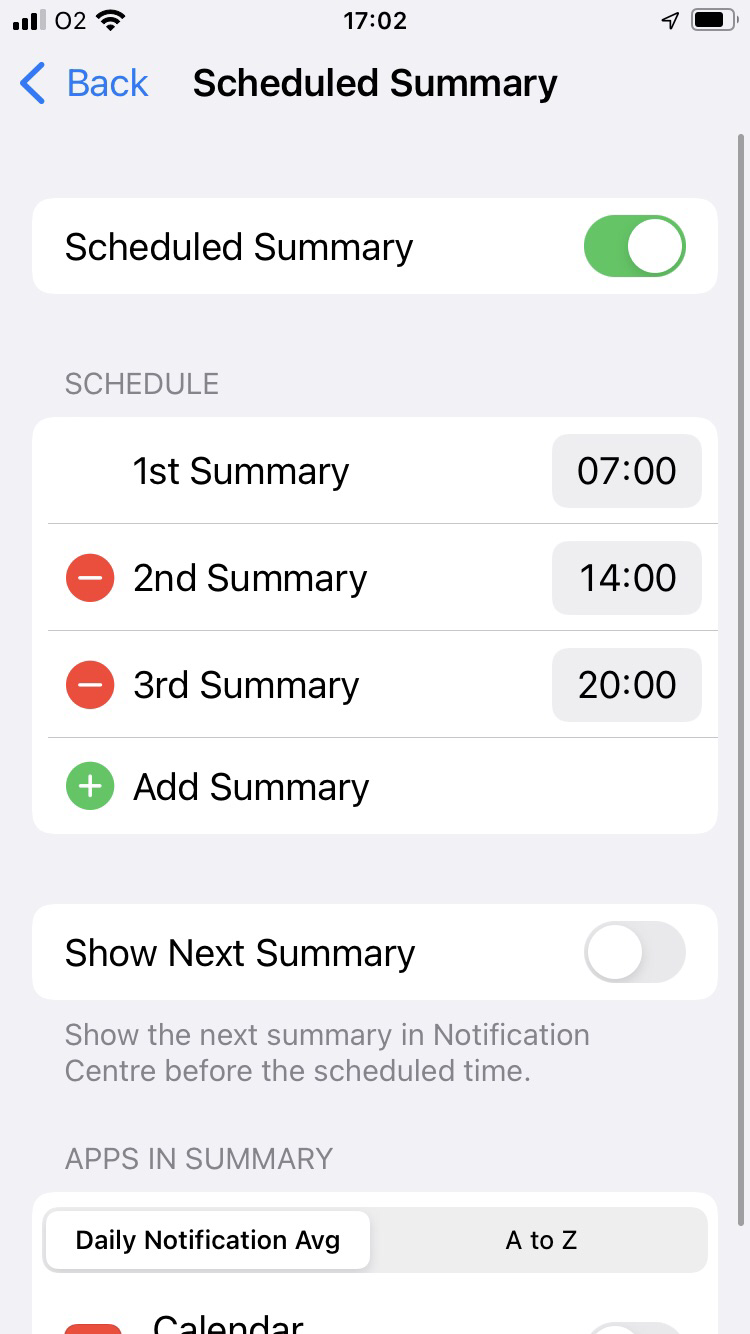 O2 17:02
Back Scheduled Summary
Scheduled Summary
SCHEDULE
1st Summary 07:00
2nd Summary 14:00
3rd Summary 20:00
Add Summary
Show Next Summary
Show the next summary in Notification
Centre before the scheduled time.
APPS IN SUMMARY
Daily Notification Avg A to Z
Calendar